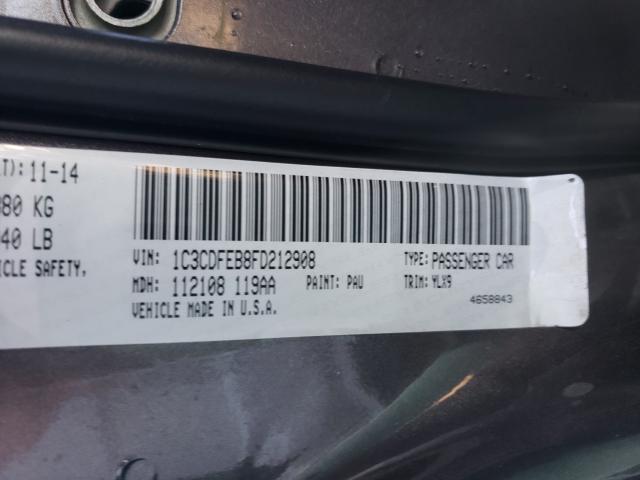 T): 11-14
080 KG
40 LB
ICLE SAFETY,
VIN: 1C3CDFEB8FD212908 TYPE: PASSENGER CAR
MDH: 112108 119AA PAINT: PAU TRIM: YLX9
VEHICLE MADE IN U.S.A. 4658843